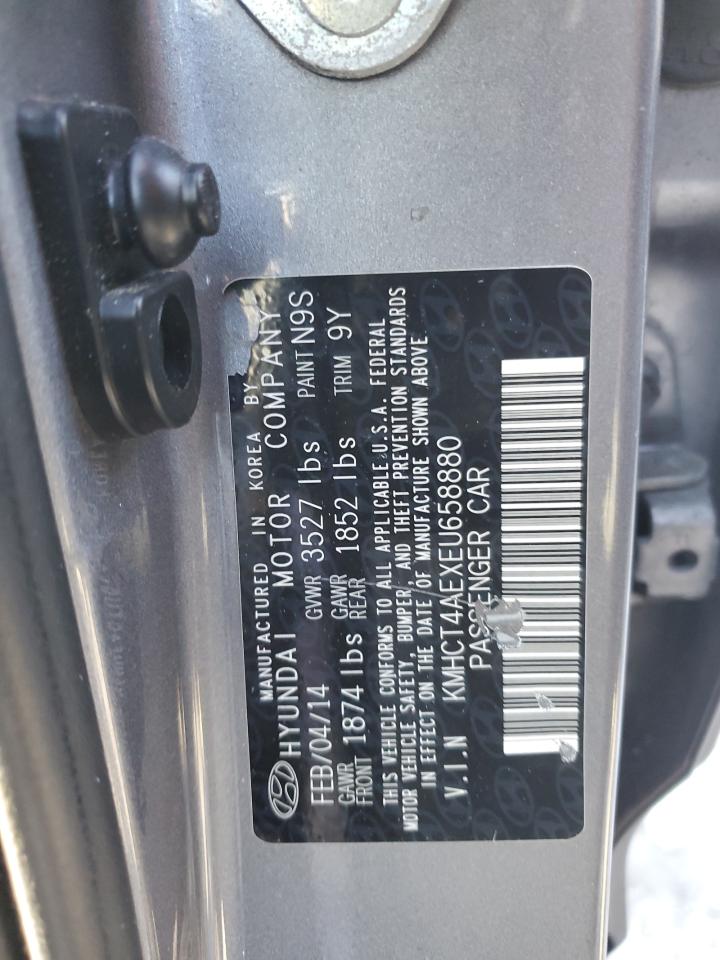 MANUFACTURED IN KOREA BY
HYUNDAI MOTOR COMPANY
FEB/04/14 GVWR 3527 lbs PAINT N9S
GAWR FRONT 1874 lbs GAWR REAR 1852 lbs TRIM 9Y
THIS VEHICLE CONFORMS TO ALL APPLICABLE U.S.A. FEDERAL
MOTOR VEHICLE SAFETY, BUMPER, AND THEFT PREVENTION STANDARDS
IN EFFECT ON THE DATE OF MANUFACTURE SHOWN ABOVE
V.I.N KMHCT4AEXEU658880
PASSENGER CAR